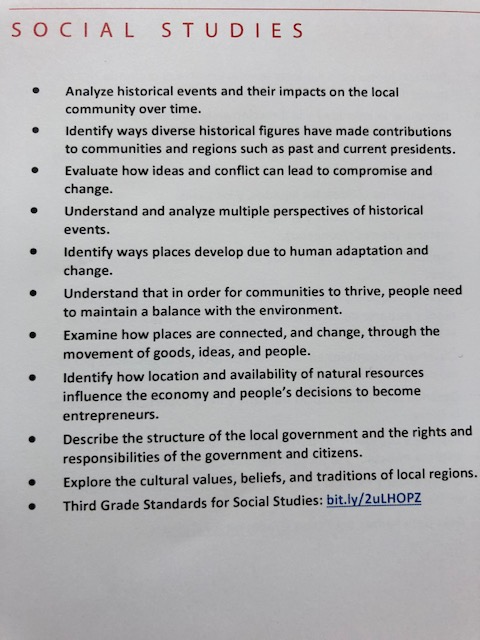 SOCIAL STUDIES
• Analyze historical events and their impacts on the local
community over time.
• Identify ways diverse historical figures have made contributions
to communities and regions such as past and current presidents.
• Evaluate how ideas and conflict can lead to compromise and
change.
• Understand and analyze multiple perspectives of historical
events.
• Identify ways places develop due to human adaptation and
change.
• Understand that in order for communities to thrive, people need
to maintain a balance with the environment.
• Examine how places are connected, and change, through the
movement of goods, ideas, and people.
• Identify how location and availability of natural resources
influence the economy and people's decisions to become
entrepreneurs.
• Describe the structure of the local government and the rights and
responsibilities of the government and citizens.
• Explore the cultural values, beliefs, and traditions of local regions.
• Third Grade Standards for Social Studies: bit.ly/2uLHOPZ